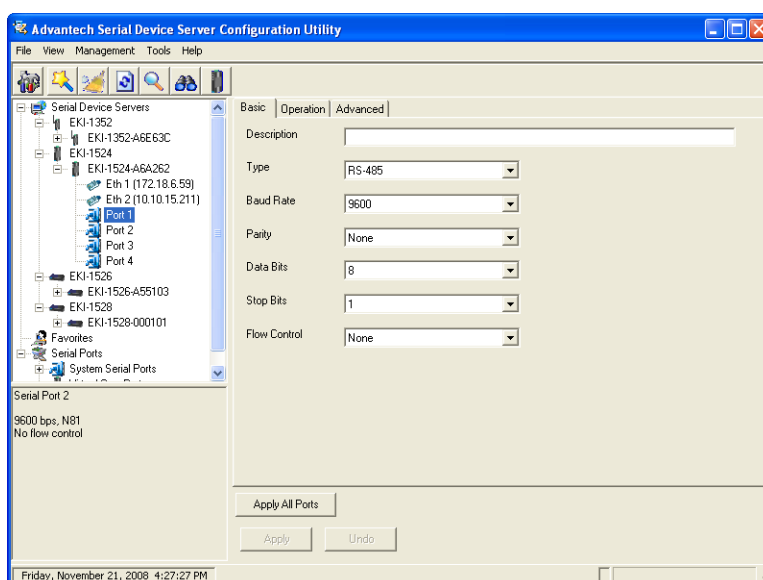 Advantech Serial Device Server Configuration Utility
File View Management Tools Help
Serial Device Servers
EKI-1352
EKI-1352-A6E63C
EKI-1524
EKI-1524-A6A262
Eth 1 (172.18.6.59)
Eth 2 (10.10.15.211)
Port 1
Port 2
Port 3
Port 4
EKI-1526
EKI-1526-A55103
EKI-1528
EKI-1528-000101
Favorites
Serial Ports
System Serial Ports
Serial Port 2
9600 bps, N81
No flow control
Basic Operation Advanced
Description
Type RS-485
Baud Rate 9600
Parity None
Data Bits 8
Stop Bits 1
Flow Control None
Apply All Ports
Apply Undo
Friday, November 21, 2008 4:27:27 PM